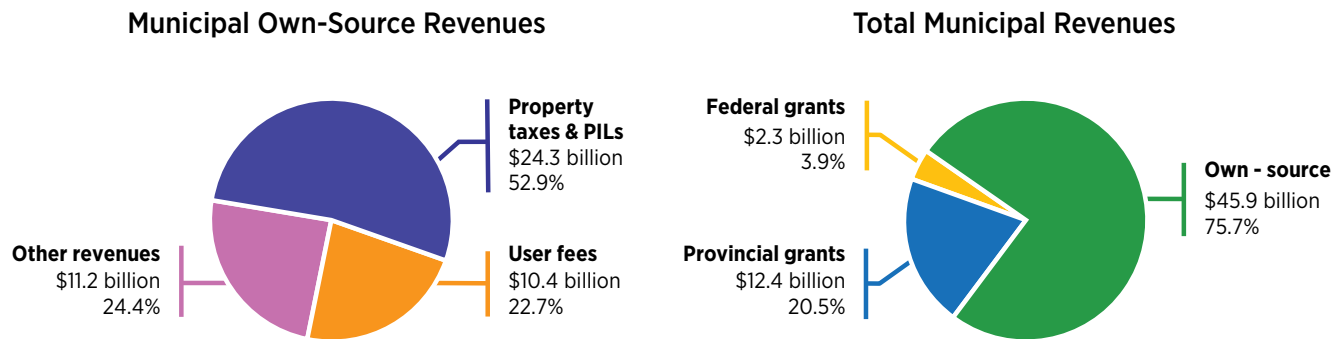 Municipal Own-Source Revenues
Property
taxes & PILs
$24.3 billion
52.9%
Other revenues
$11.2 billion
24.4%
User fees
$10.4 billion
22.7%
Total Municipal Revenues
Federal grants
$2.3 billion
3.9%
Own - source
$45.9 billion
75.7%
Provincial grants
$12.4 billion
20.5%